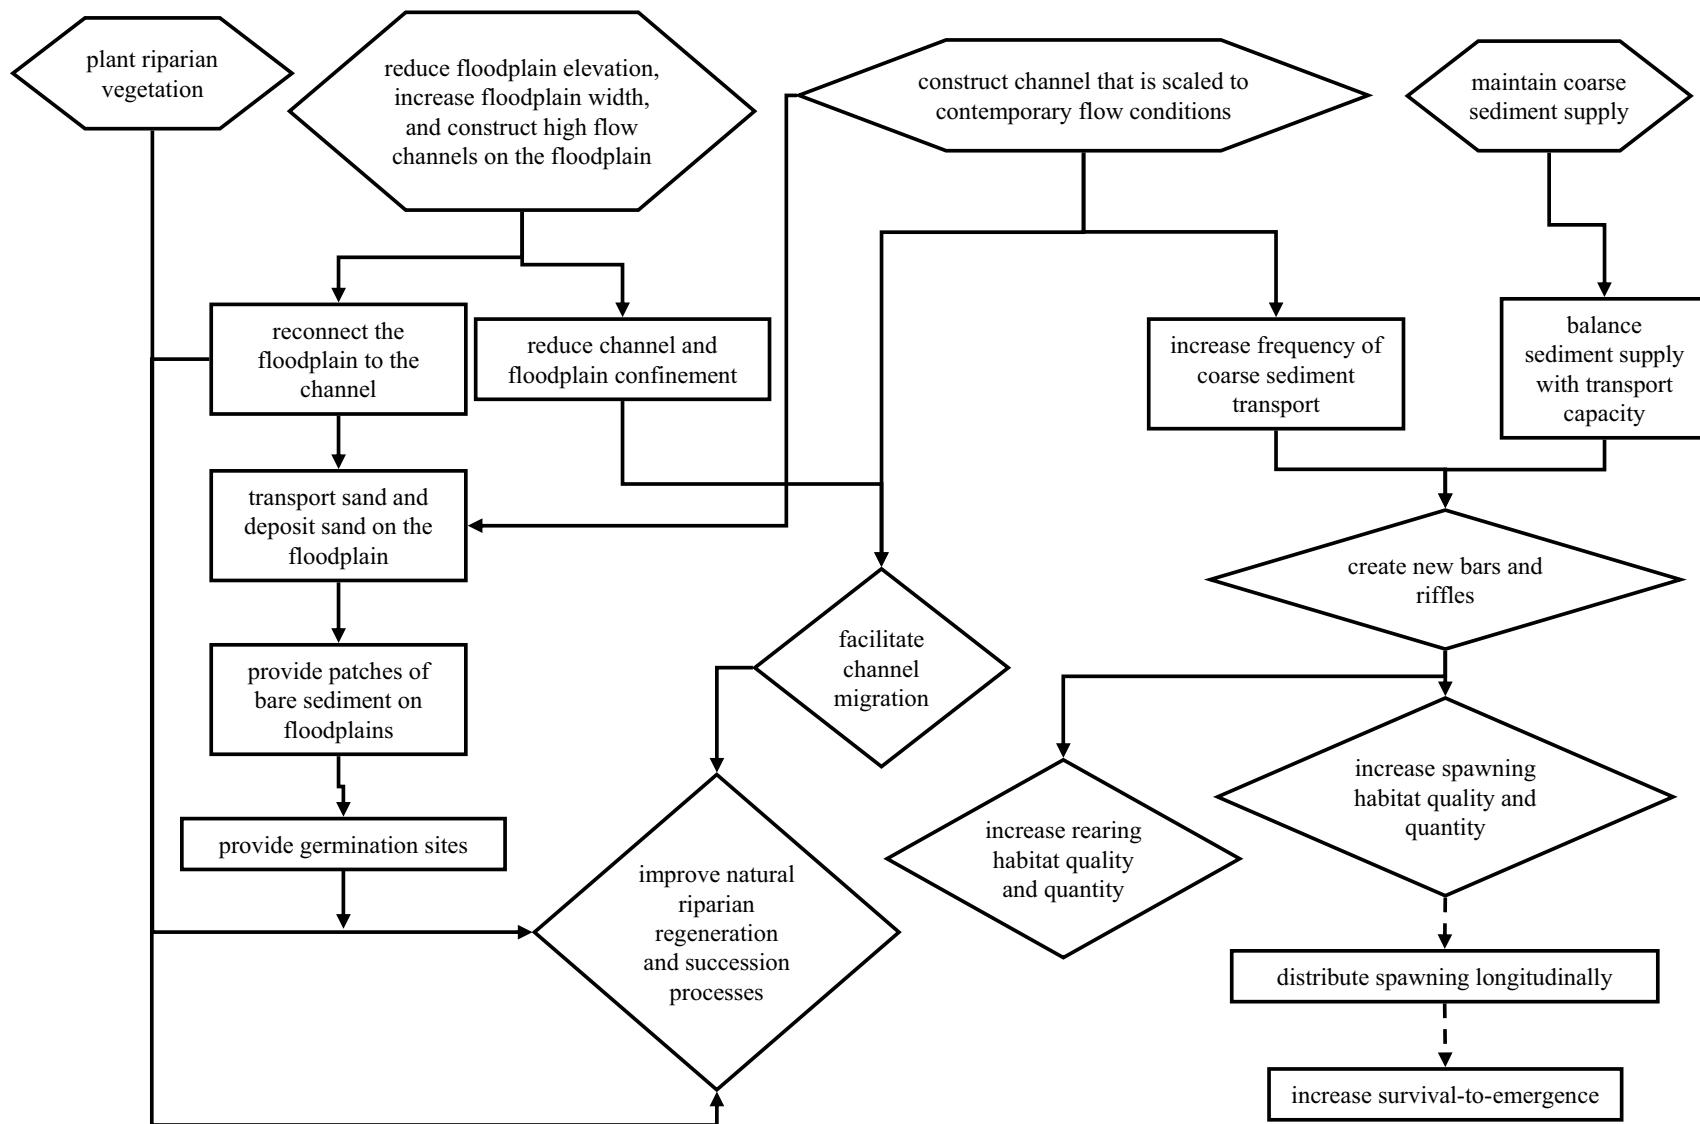 plant riparian
vegetation
reduce floodplain elevation,
increase floodplain width,
and construct high flow
channels on the floodplain
construct channel that is scaled to
contemporary flow conditions
maintain coarse
sediment supply
reconnect the
floodplain to the
channel
reduce channel and
floodplain confinement
increase frequency of
coarse sediment
transport
balance
sediment supply
with transport
capacity
transport sand and
deposit sand on the
floodplain
create new bars and
riffles
facilitate
channel
migration
provide patches of
bare sediment on
floodplains
increase spawning
habitat quality and
quantity
provide germination sites
increase rearing
habitat quality
and quantity
improve natural
riparian
regeneration
and succession
processes
distribute spawning longitudinally
increase survival-to-emergence